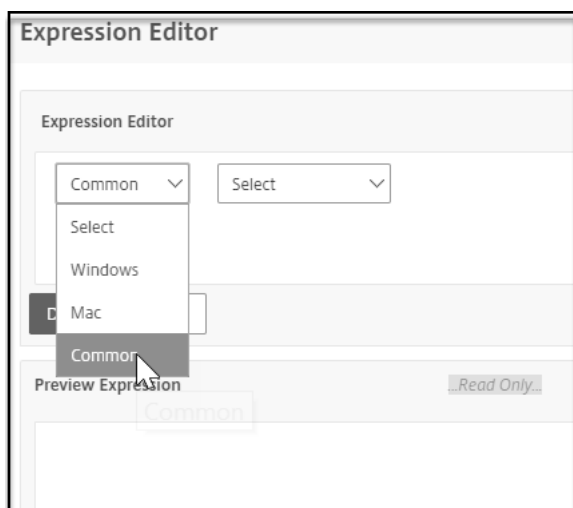 Expression Editor
Expression Editor
Common Select
Select
Windows
Mac
D
Common
Preview Expression ...Read Only...
Common